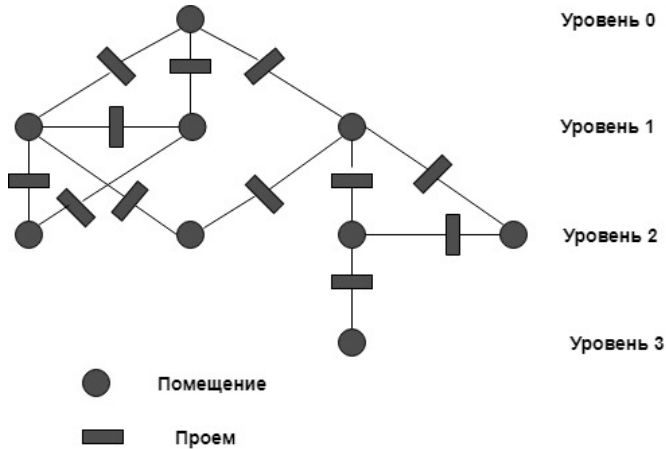 Уровень 0
Уровень 1
Уровень 2
Уровень 3
Помещение
Проем